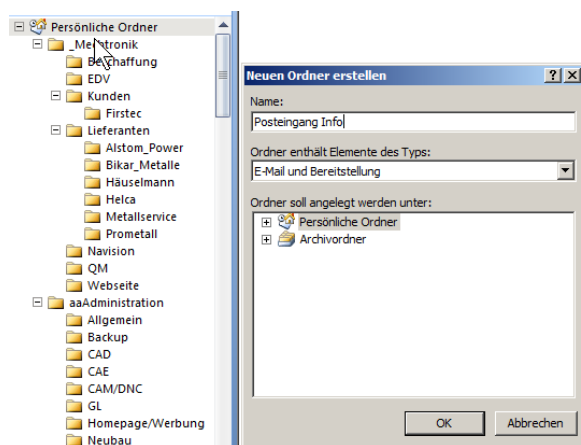 Persönliche Ordner
_Mechtronik
Beschaffung
EDV
Kunden
Firstec
Lieferanten
Alstom_Power
Bikar_Metalle
Häuselmann
Helca
Metallservice
Prometall
Navision
QM
Webseite
aaAdministration
Allgemein
Backup
CAD
CAE
CAM/DNC
GL
Homepage/Werbung
Neubau
Neuen Ordner erstellen
Name:
Posteingang Info
Ordner enthält Elemente des Typs:
E-Mail und Bereitstellung
Ordner soll angelegt werden unter:
Persönliche Ordner
Archivordner
OK
Abbrechen